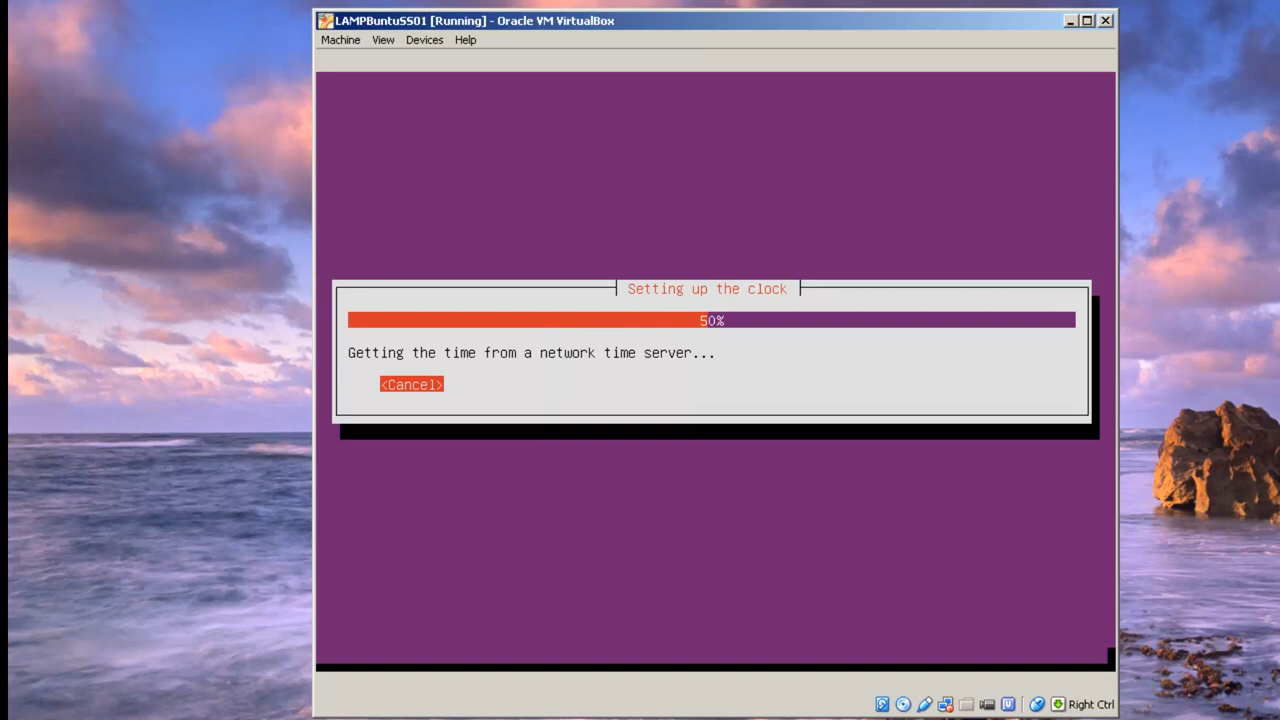 LAMPBuntuSS01 [Running] - Oracle VM VirtualBox
Machine View Devices Help
Setting up the clock
50%
Getting the time from a network time server...
<Cancel>
Right Ctrl